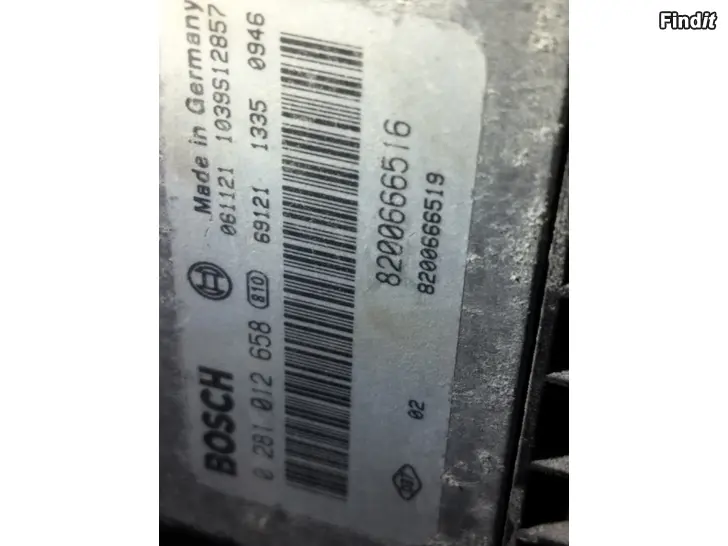 Findit
Made in Germany
BOSCH
061121 1039S12857
0 281 012 658 810 69121 1335 0946
8200666516
8200666519
02